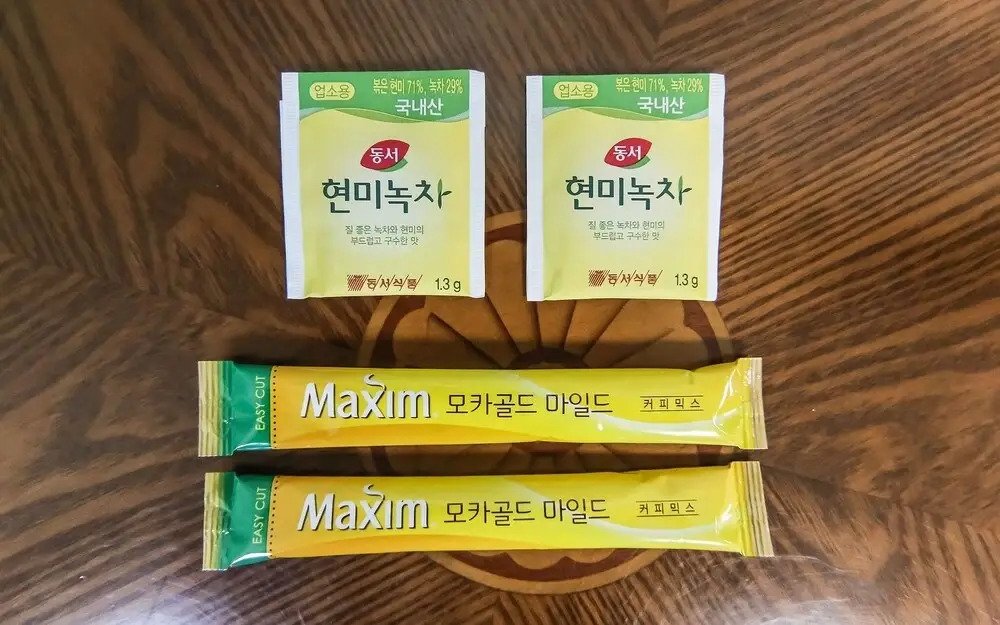 업소용
볶은 현미 71%, 녹차 29%
국내산
동서
현미녹차
질 좋은 녹차와 현미의
부드럽고 구수한 맛
동서식품
1.3 g
업소용
볶은 현미 71%, 녹차 29%
국내산
동서
현미녹차
질 좋은 녹차와 현미의
부드럽고 구수한 맛
동서식품
1.3 g
EASY CUT
Maxim 모카골드 마일드 커피믹스
EASY CUT
Maxim 모카골드 마일드 커피믹스